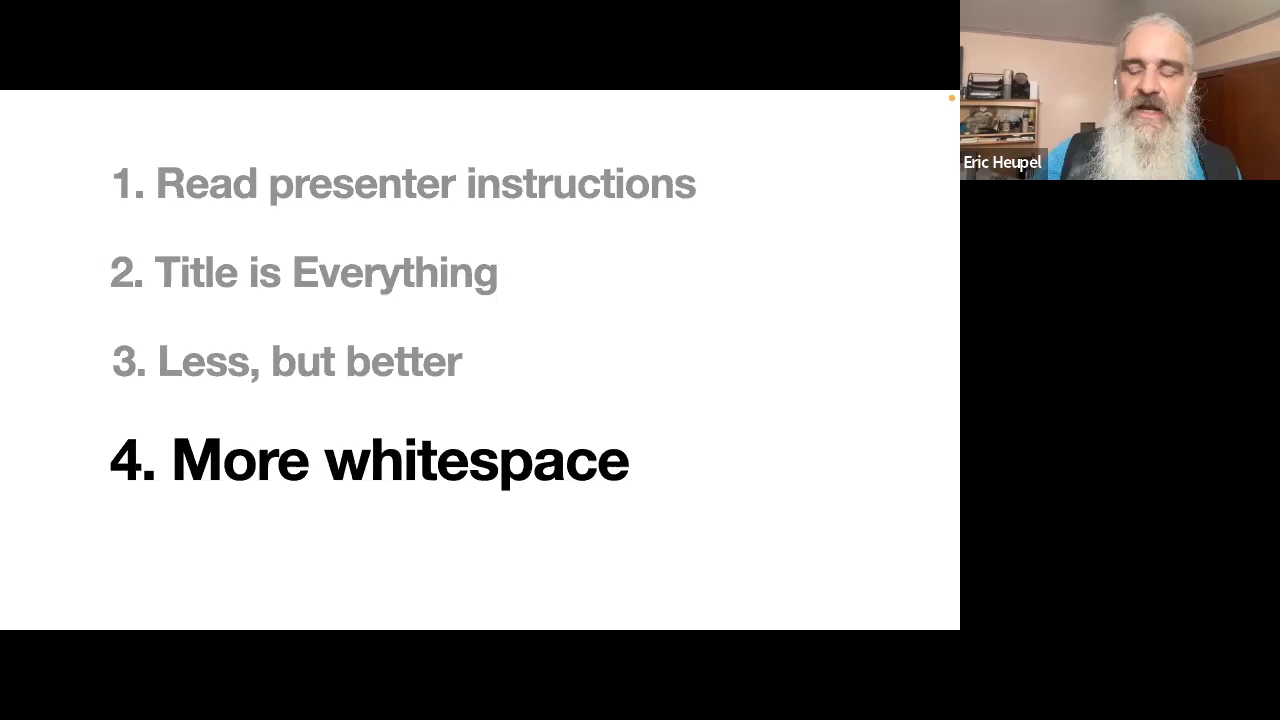 1. Read presenter instructions
2. Title is Everything
3. Less, but better
4. More whitespace
Eric Heupel